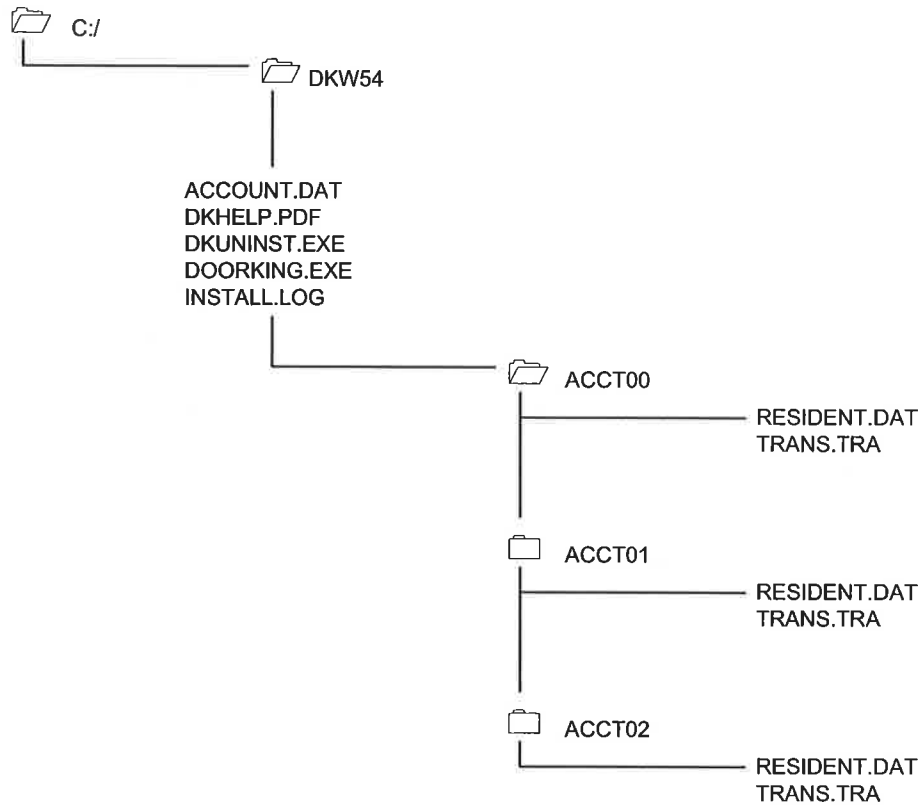 C:/
DKW54
ACCOUNT.DAT
DKHELP.PDF
DKUNINST.EXE
DOORKING.EXE
INSTALL.LOG
ACCT00
RESIDENT.DAT
TRANS.TRA
ACCT01
RESIDENT.DAT
TRANS.TRA
ACCT02
RESIDENT.DAT
TRANS.TRA